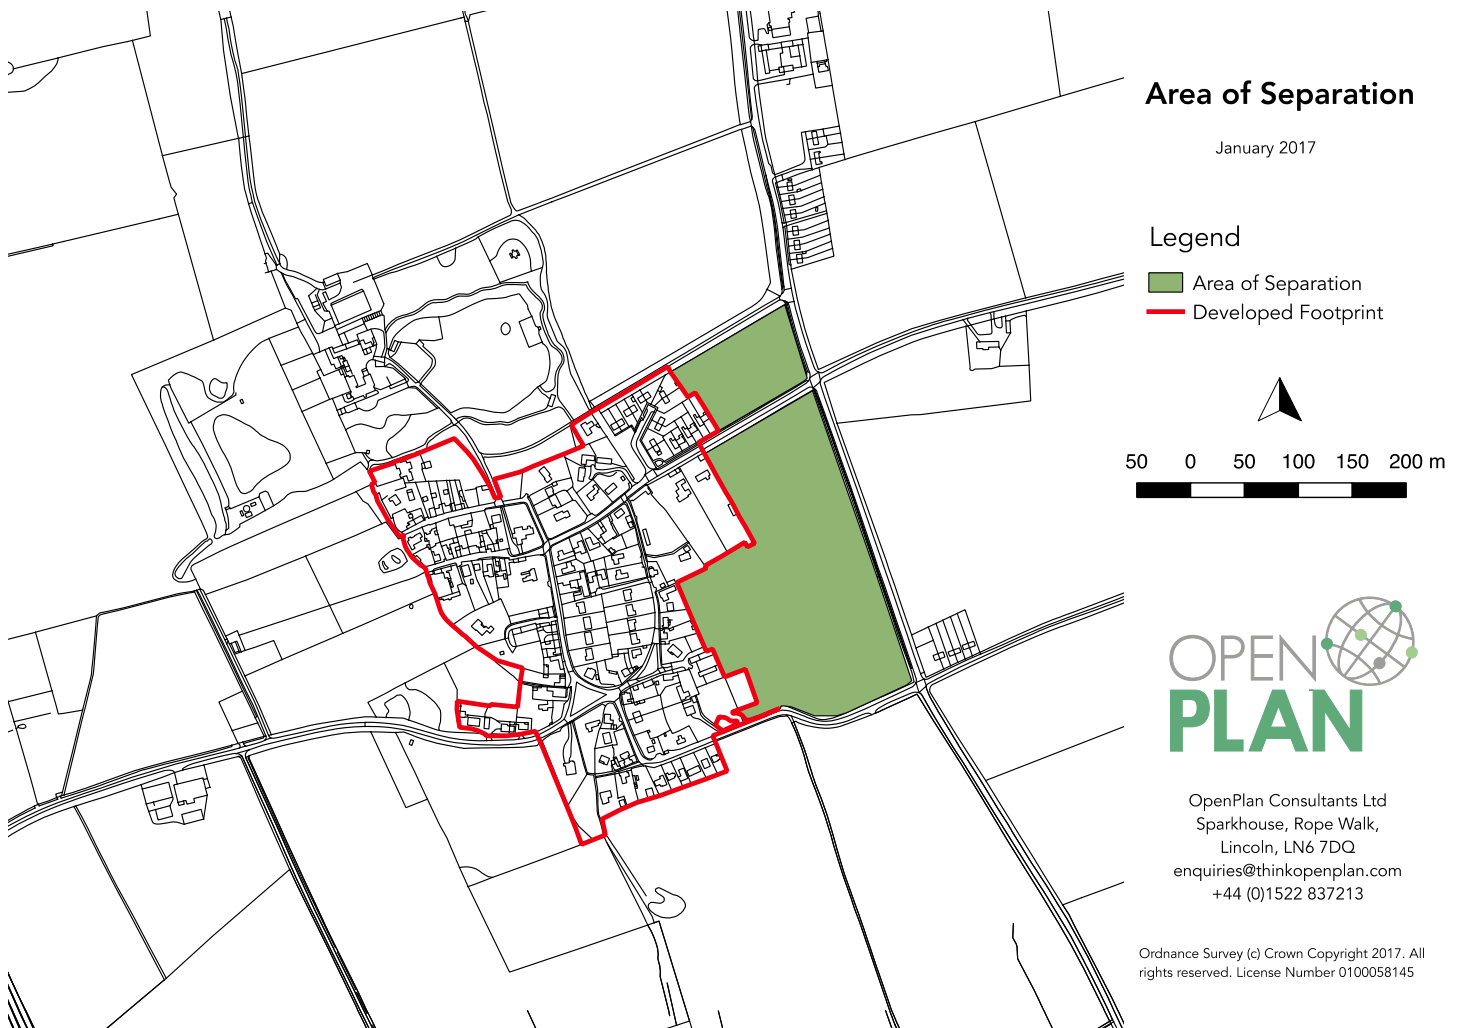 Area of Separation
January 2017
Legend
Area of Separation
Developed Footprint
50 0 50 100 150 200 m
OPEN
PLAN
OpenPlan Consultants Ltd
Sparkhouse, Rope Walk,
Lincoln, LN6 7DQ
enquiries@thinkopenplan.com
+44 (0)1522 837213
Ordnance Survey (c) Crown Copyright 2017. All
rights reserved. License Number 0100058145